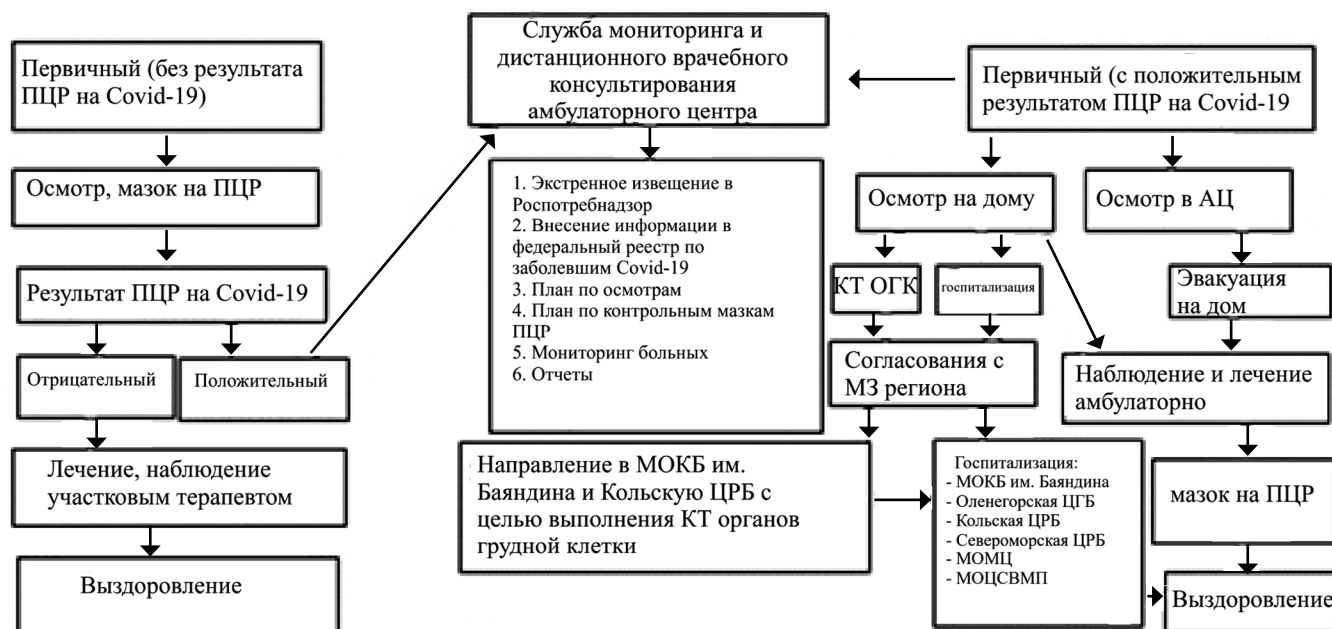 Первичный (без результата
ПЦР на Covid-19)
Осмотр, мазок на ПЦР
Результат ПЦР на Covid-19
Отрицательный
Положительный
Лечение, наблюдение
участковым терапевтом
Выздоровление
Служба мониторинга и
дистанционного врачебного
консультирования
амбулаторного центра
1. Экстренное извещение в
Роспотребнадзор
2. Внесение информации в
федеральный реестр по
заболевшим Covid-19
3. План по осмотрам
4. План по контрольным мазкам
ПЦР
5. Мониторинг больных
6. Отчеты
Первичный (с положительным
результатом ПЦР на Covid-19
Осмотр на дому
Осмотр в АЦ
КТ ОГК
госпитализация
Эвакуация
на дом
Согласования с
МЗ региона
Наблюдение и лечение
амбулаторно
Направление в МОКБ им.
Баяндина и Кольскую ЦРБ с
целью выполнения КТ органов
грудной клетки
Госпитализация:
- МОКБ им. Баяндина
- Оленегорская ЦГБ
- Кольская ЦРБ
- Североморская ЦРБ
- МОМЦ
- МОЦСВМП
мазок на ПЦР
Выздоровление